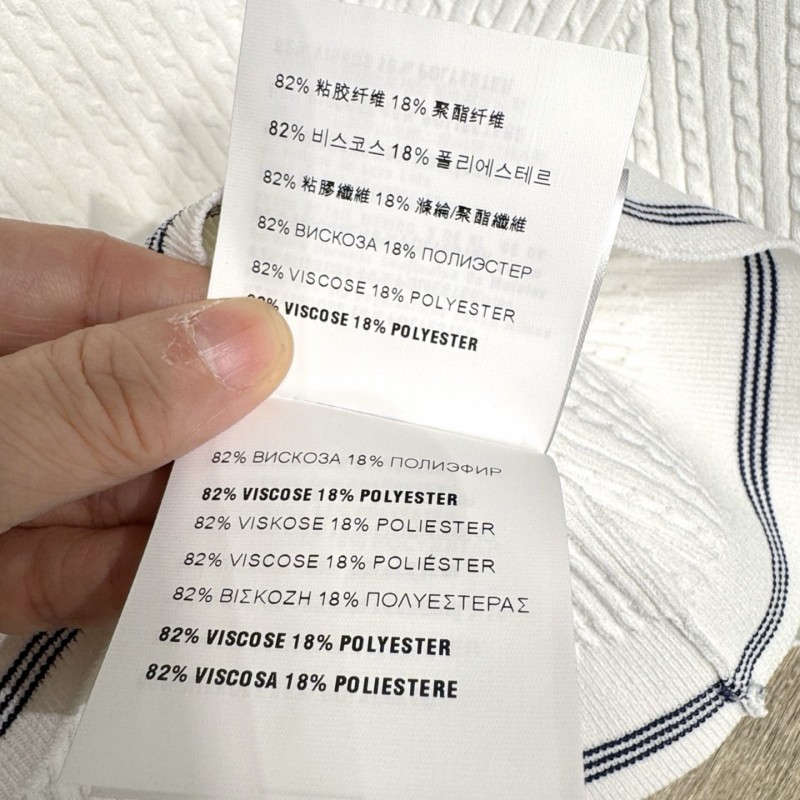 82% 粘胶纤维 18% 聚酯纤维
82% 비스코스 18% 폴리에스테르
82% 粘膠纖維 18% 滌綸/聚酯纖維
82% ВИСКОЗА 18% ПОЛИЭСТЕР
82% VISCOSE 18% POLYESTER
82% VISCOSE 18% POLYESTER
82% ВИСКОЗА 18% ПОЛИЭФИР
82% VISCOSE 18% POLYESTER
82% VISKOSE 18% POLIESTER
82% VISCOSE 18% POLIÉSTER
82% ΒΙΣΚΟΖΗ 18% ΠΟΛΥΕΣΤΕΡΑΣ
82% VISCOSE 18% POLYESTER
82% VISCOSA 18% POLIESTERE